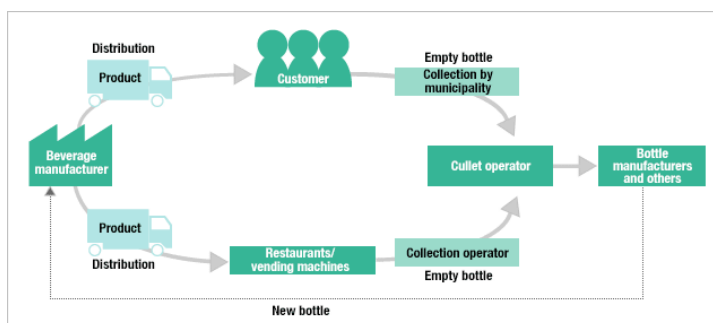 Distribution
Product
Customer
Empty bottle
Collection by
municipality
Beverage
manufacturer
Cullet operator
Bottle
manufacturers
and others
Product
Distribution
Restaurants/
vending machines
Collection operator
Empty bottle
New bottle